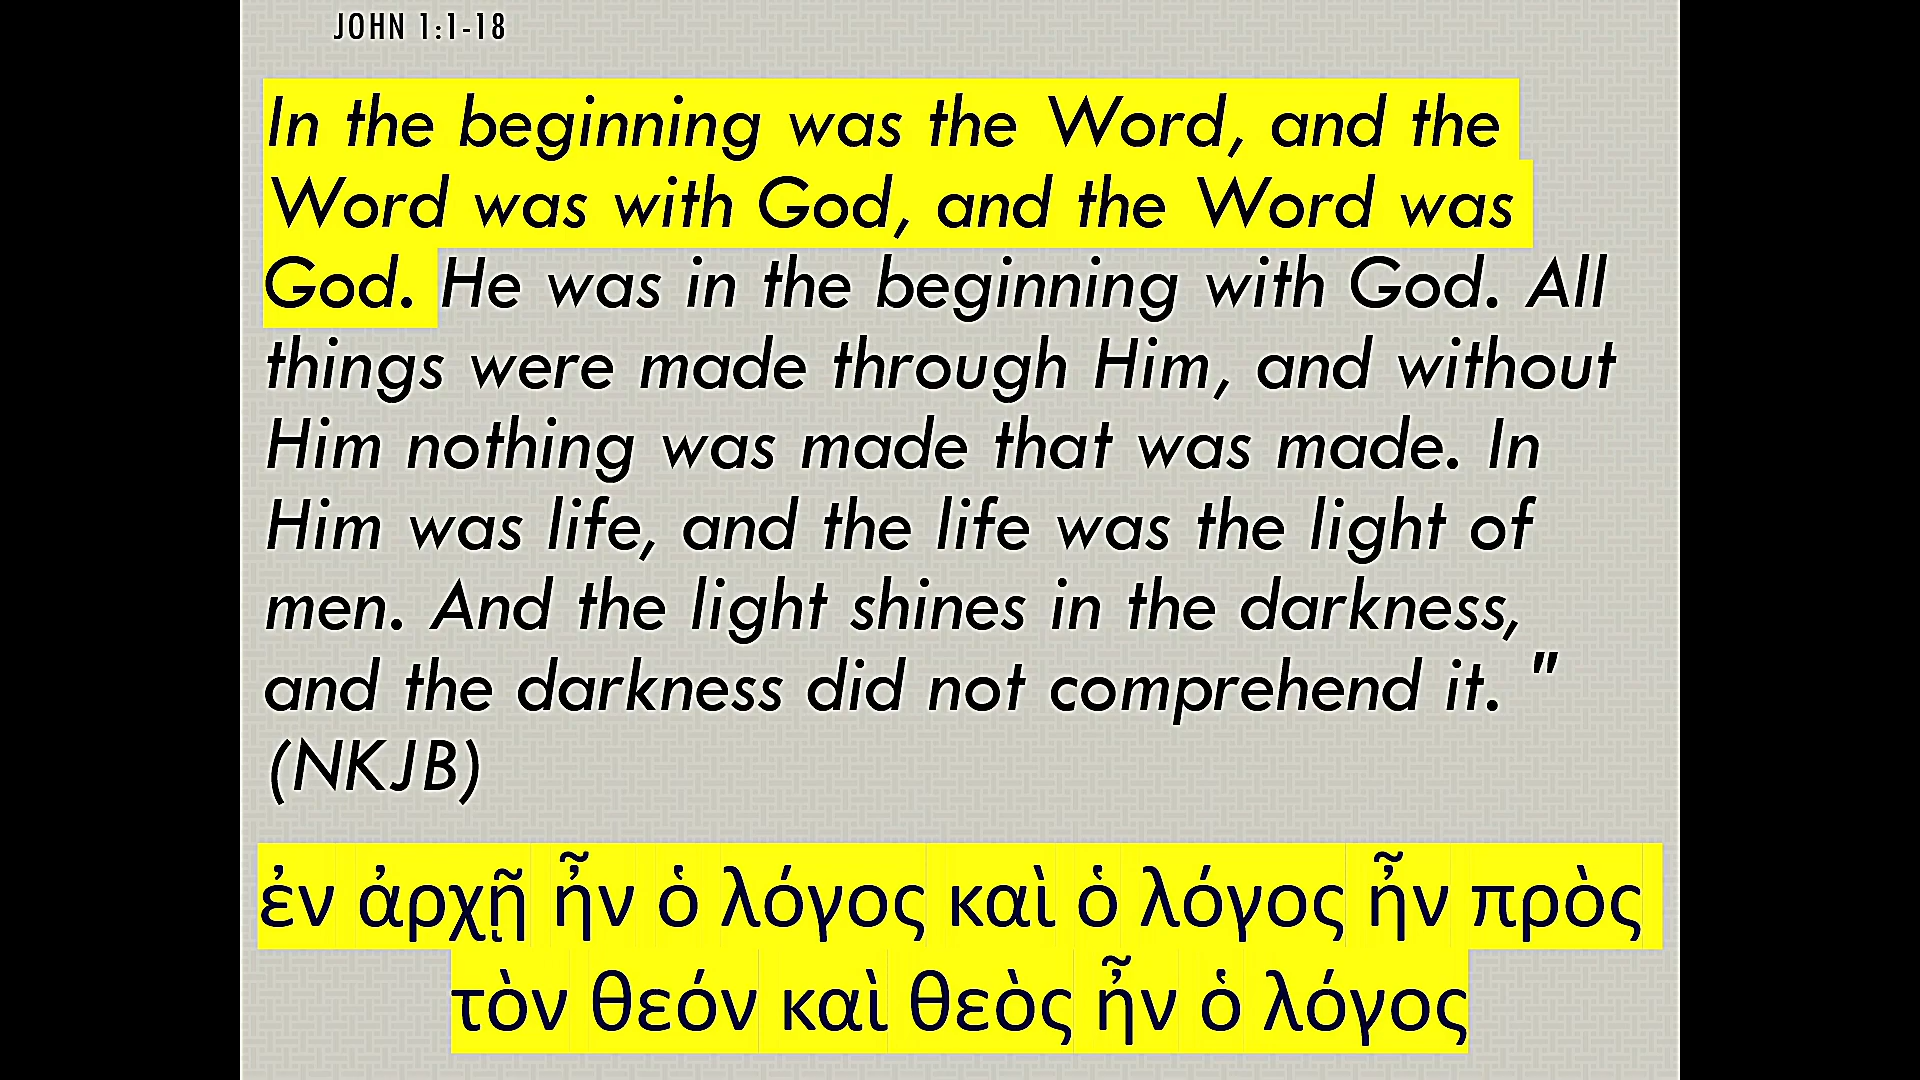 JOHN 1:1-18
In the beginning was the Word, and the
Word was with God, and the Word was
God. He was in the beginning with God. All
things were made through Him, and without
Him nothing was made that was made. In
Him was life, and the life was the light of
men. And the light shines in the darkness,
and the darkness did not comprehend it. "
(NKJB)
ἐν ἀρχῇ ἦν ὁ λόγος καὶ ὁ λόγος ἦν πρὸς
τὸν θεόν καὶ θεὸς ἦν ὁ λόγος